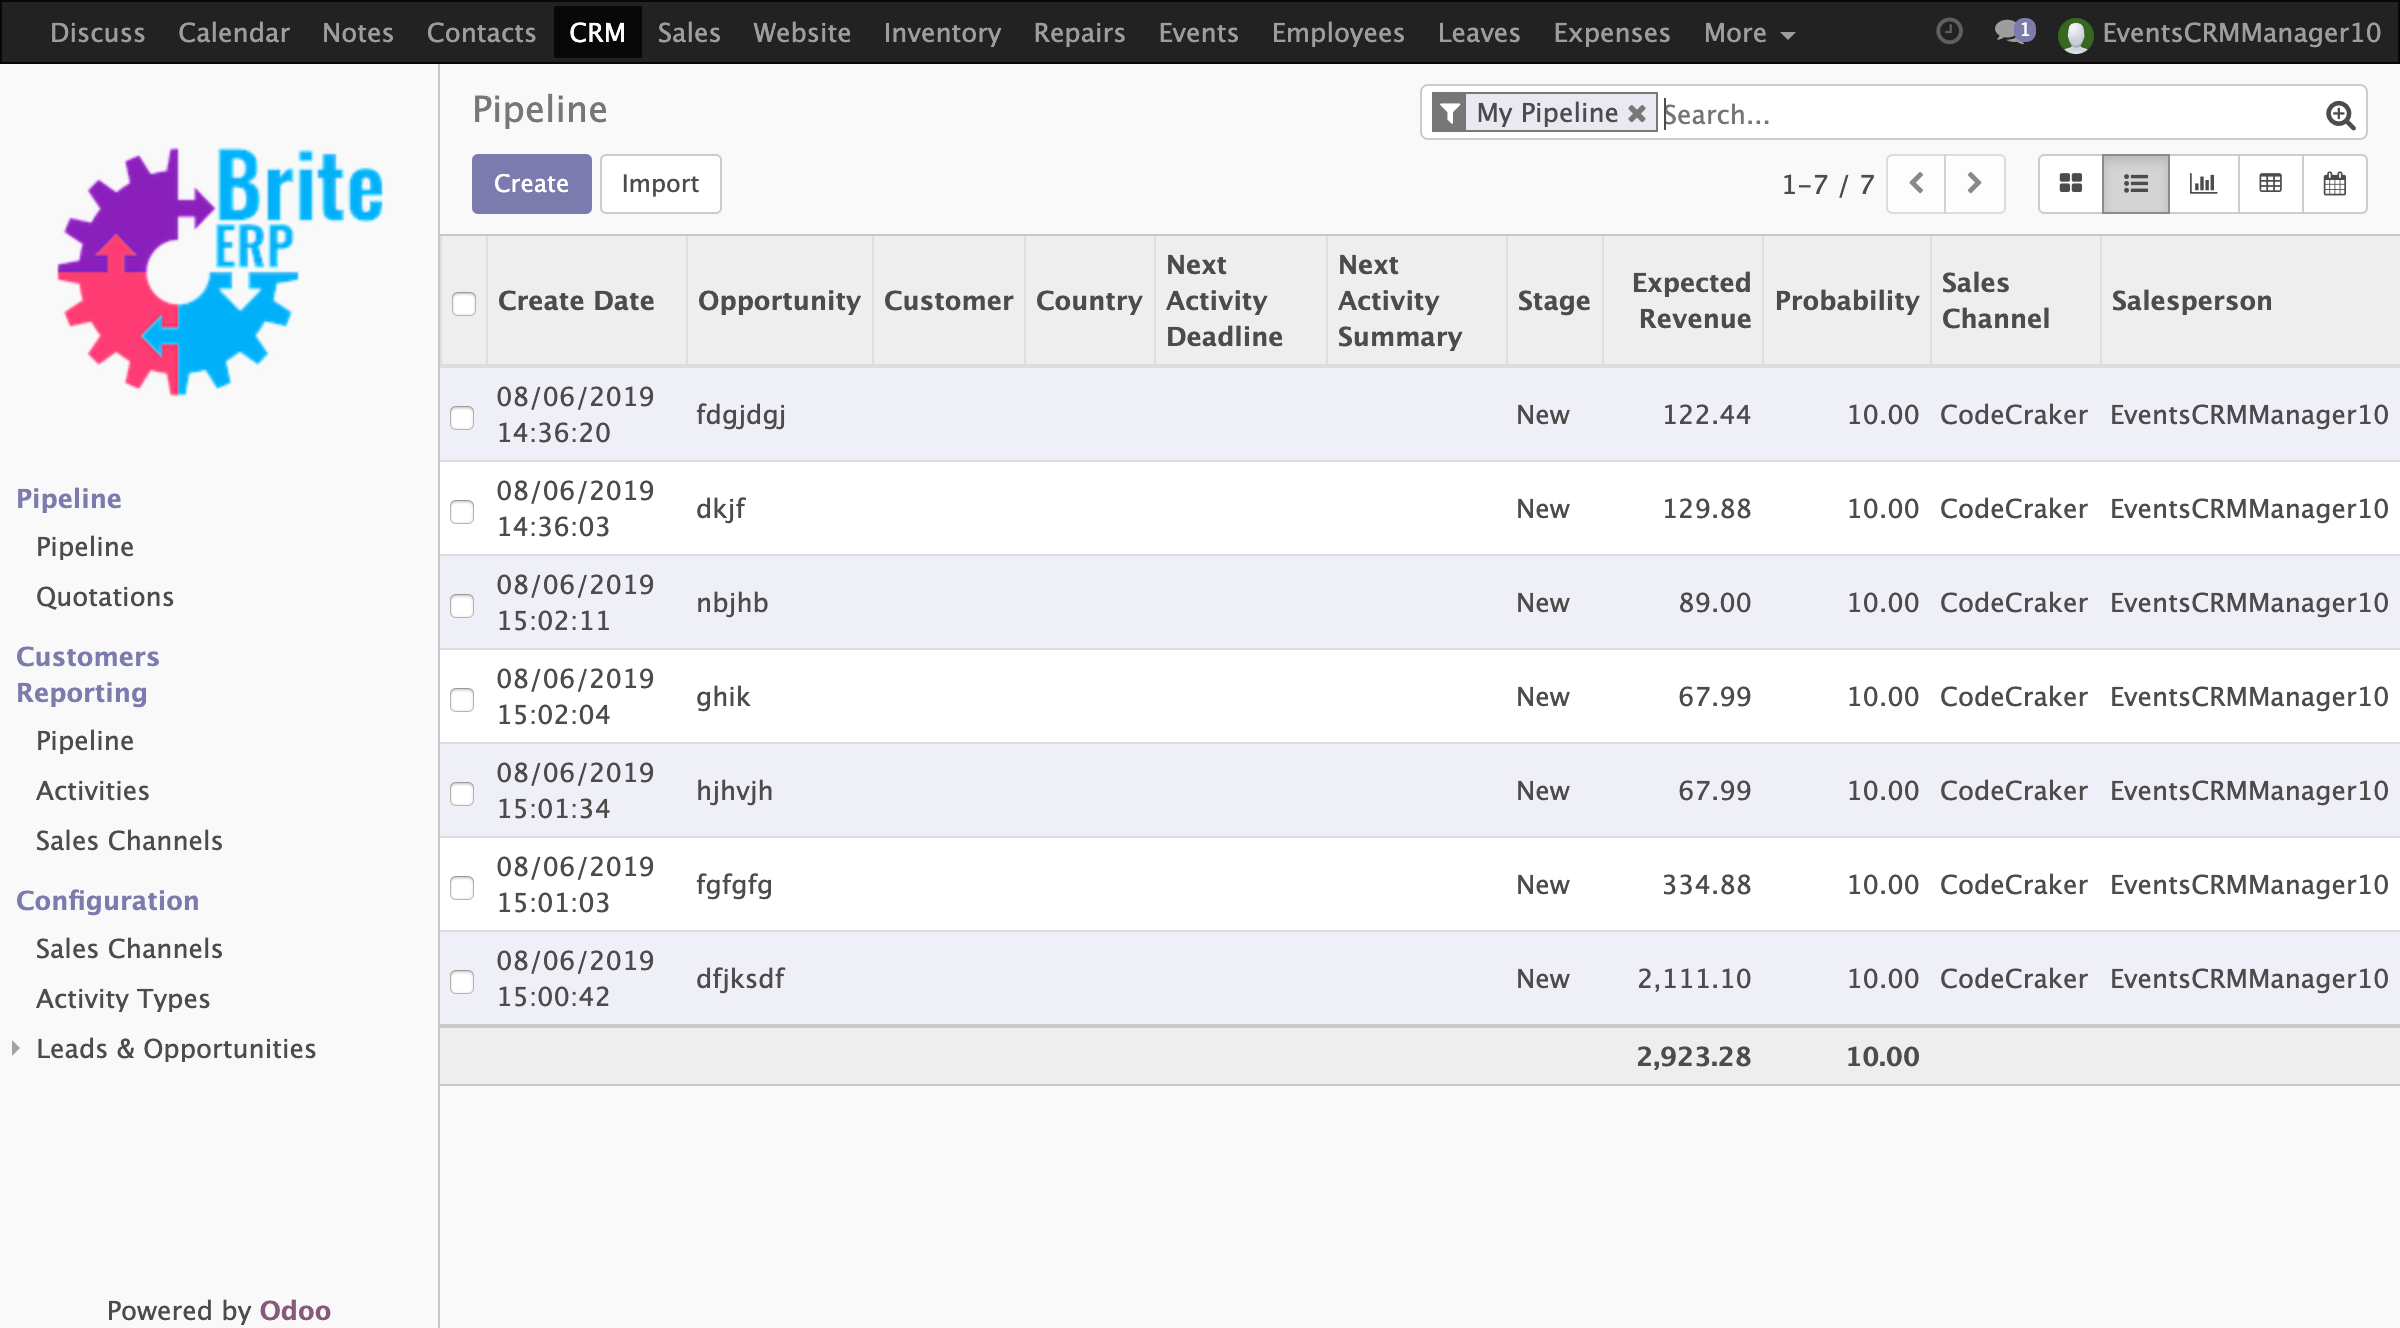 Discuss Calendar Notes Contacts CRM Sales Website Inventory Repairs Events Employees Leaves Expenses More 1 EventsCRMManager10
Brite
ERP
Pipeline
Pipeline
Quotations
Customers
Reporting
Pipeline
Activities
Sales Channels
Configuration
Sales Channels
Activity Types
Leads & Opportunities
Powered by Odoo
Pipeline
My Pipeline Search...
Create Import 1-7 / 7
Create Date Opportunity Customer Country Next Activity Deadline Next Activity Summary Stage Expected Revenue Probability Sales Channel Salesperson
08/06/2019 14:36:20 fdgjdgj New 122.44 10.00 CodeCraker EventsCRMManager10
08/06/2019 14:36:03 dkjf New 129.88 10.00 CodeCraker EventsCRMManager10
08/06/2019 15:02:11 nbjhb New 89.00 10.00 CodeCraker EventsCRMManager10
08/06/2019 15:02:04 ghik New 67.99 10.00 CodeCraker EventsCRMManager10
08/06/2019 15:01:34 hjhvjh New 67.99 10.00 CodeCraker EventsCRMManager10
08/06/2019 15:01:03 fgfgfg New 334.88 10.00 CodeCraker EventsCRMManager10
08/06/2019 15:00:42 dfjksdf New 2,111.10 10.00 CodeCraker EventsCRMManager10
2,923.28 10.00